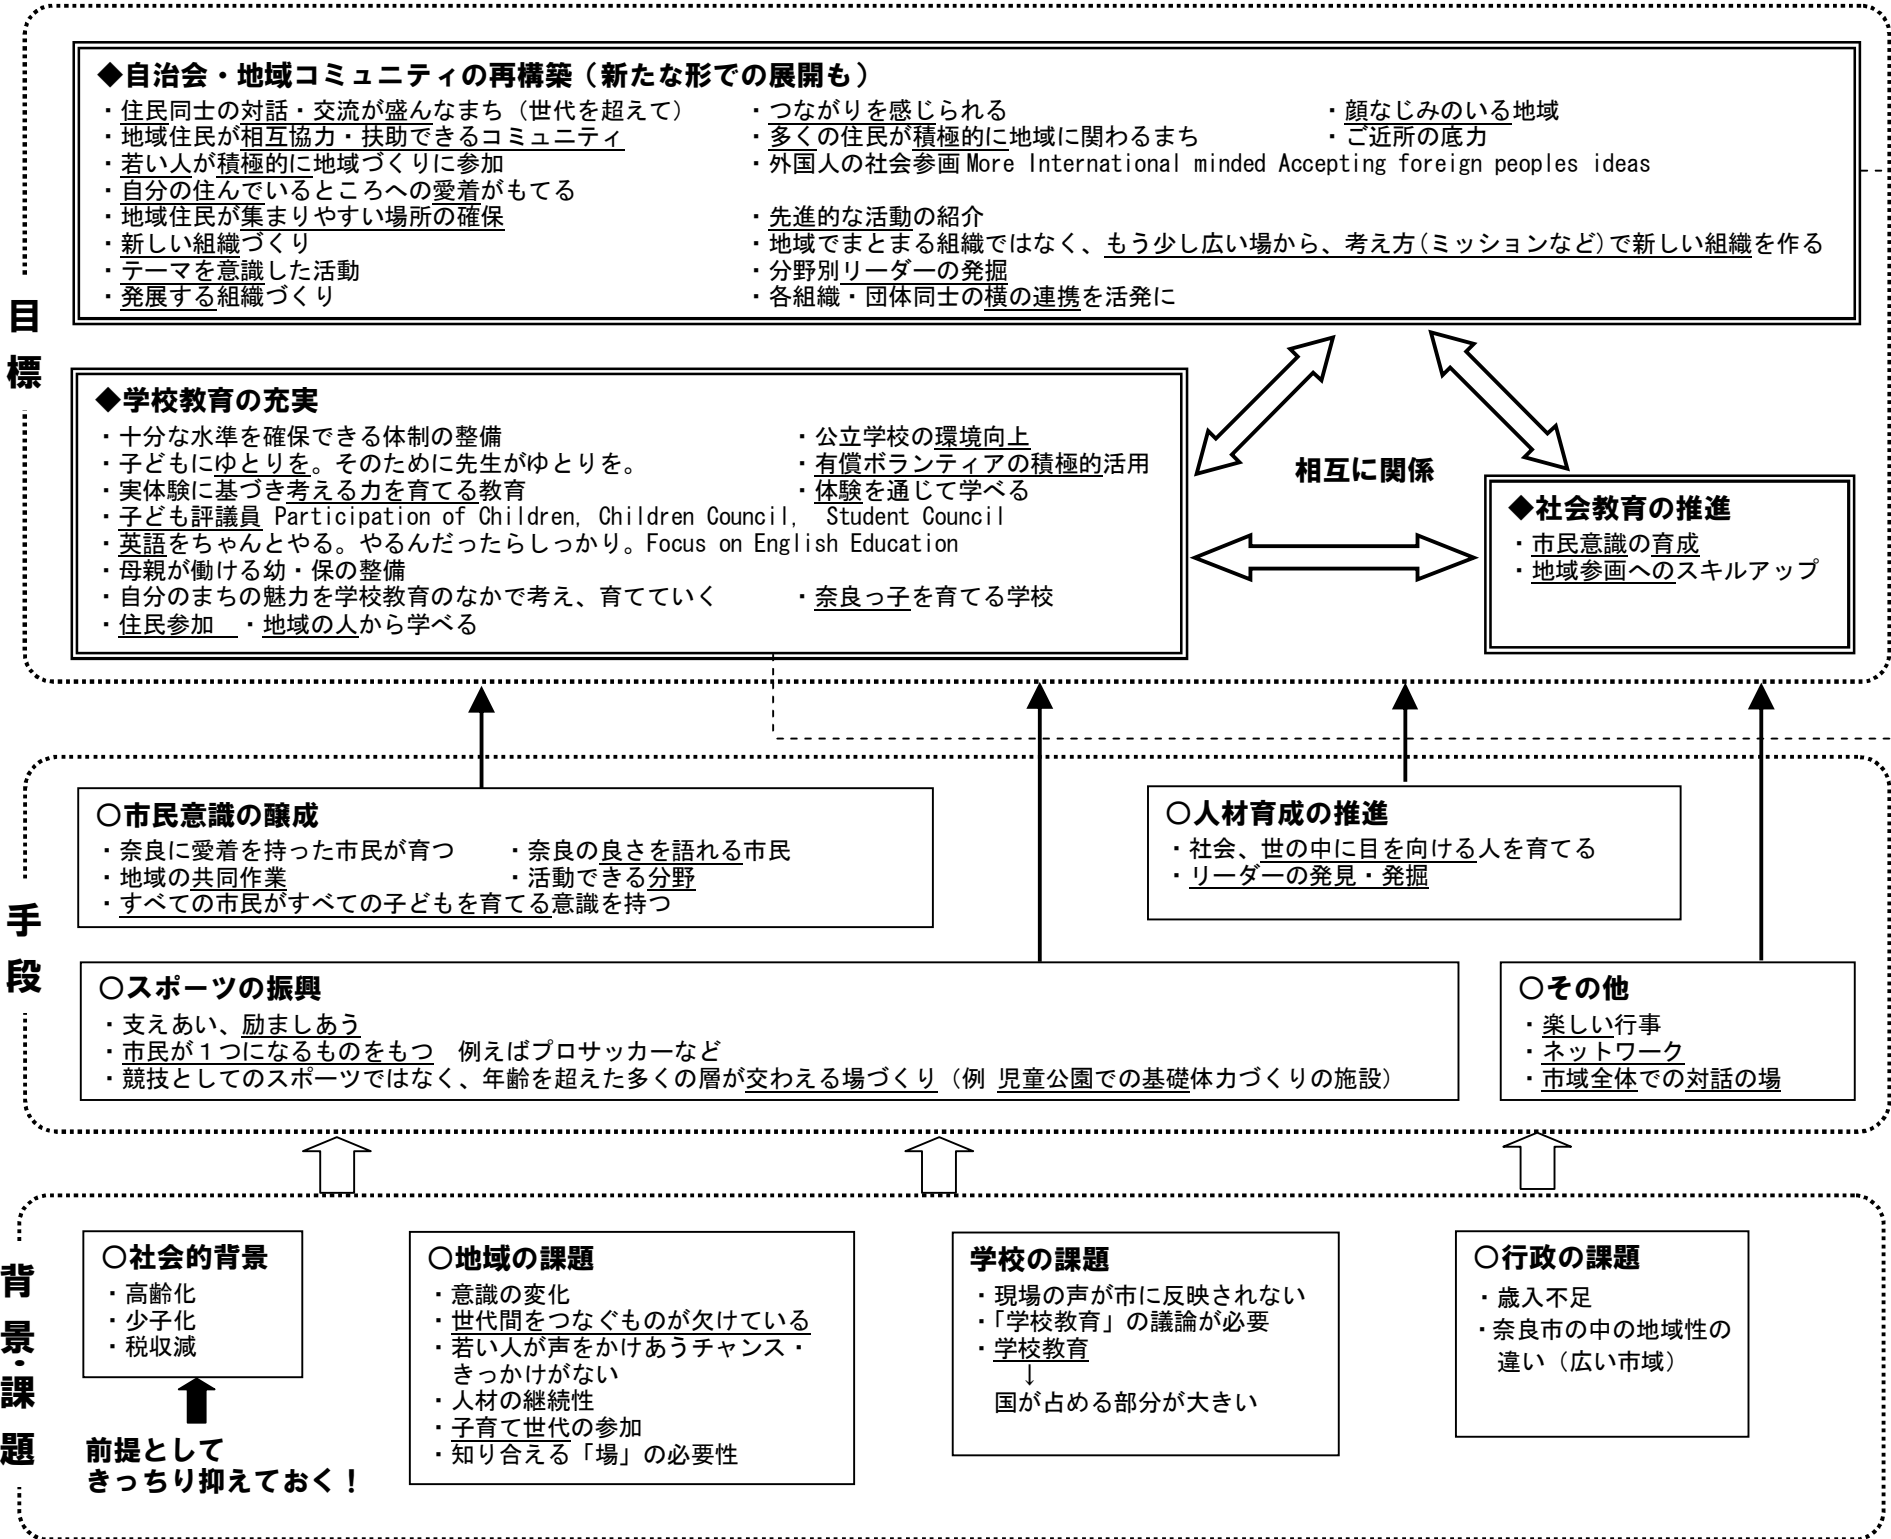 目標
◆自治会・地域コミュニティの再構築（新たな形での展開も）
・住民同士の対話・交流が盛んなまち（世代を超えて） ・つながりを感じられる ・顔なじみのいる地域
・地域住民が相互協力・扶助できるコミュニティ ・多くの住民が積極的に地域に関わるまち ・ご近所の底力
・若い人が積極的に地域づくりに参加 ・外国人の社会参画 More International minded Accepting foreign peoples ideas
・自分の住んでいるところへの愛着がもてる
・地域住民が集まりやすい場所の確保 ・先進的な活動の紹介
・新しい組織づくり ・地域でまとまる組織ではなく、もう少し広い場から、考え方(ミッションなど)で新しい組織を作る
・テーマを意識した活動 ・分野別リーダーの発掘
・発展する組織づくり ・各組織・団体同士の横の連携を活発に
◆学校教育の充実
・十分な水準を確保できる体制の整備 ・公立学校の環境向上
・子どもにゆとりを。そのために先生がゆとりを。 ・有償ボランティアの積極的活用
・実体験に基づき考える力を育てる教育 ・体験を通じて学べる
・子ども評議員 Participation of Children, Children Council, Student Council
・英語をちゃんとやる。やるんだったらしっかり。Focus on English Education
・母親が働ける幼・保の整備
・自分のまちの魅力を学校教育のなかで考え、育てていく ・奈良っ子を育てる学校
・住民参加 ・地域の人から学べる
相互に関係
◆社会教育の推進
・市民意識の育成
・地域参画へのスキルアップ
手段
○市民意識の醸成
・奈良に愛着を持った市民が育つ ・奈良の良さを語れる市民
・地域の共同作業 ・活動できる分野
・すべての市民がすべての子どもを育てる意識を持つ
○人材育成の推進
・社会、世の中に目を向ける人を育てる
・リーダーの発見・発掘
○スポーツの振興
・支えあい、励ましあう
・市民が１つになるものをもつ 例えばプロサッカーなど
・競技としてのスポーツではなく、年齢を超えた多くの層が交わえる場づくり（例 児童公園での基礎体力づくりの施設）
○その他
・楽しい行事
・ネットワーク
・市域全体での対話の場
背景・課題
○社会的背景
・高齢化
・少子化
・税収減
前提として
きっちり抑えておく！
○地域の課題
・意識の変化
・世代間をつなぐものが欠けている
・若い人が声をかけあうチャンス・
きっかけがない
・人材の継続性
・子育て世代の参加
・知り合える「場」の必要性
学校の課題
・現場の声が市に反映されない
・「学校教育」の議論が必要
・学校教育
↓
国が占める部分が大きい
○行政の課題
・歳入不足
・奈良市の中の地域性の
違い（広い市域）